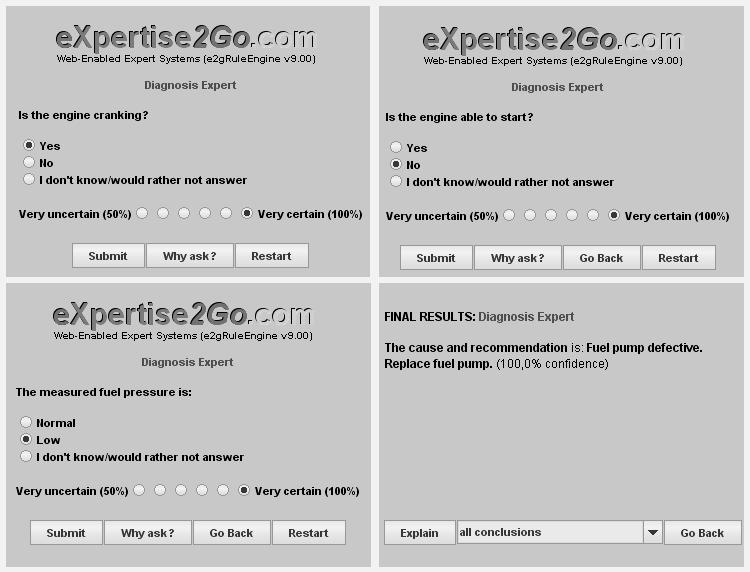 eXpertise2Go.com
Web-Enabled Expert Systems (e2gRuleEngine v9.00)
Diagnosis Expert
Is the engine cranking?
Yes
No
I don't know/would rather not answer
Very uncertain (50%) Very certain (100%)
Submit Why ask? Restart
eXpertise2Go.com
Web-Enabled Expert Systems (e2gRuleEngine v9.00)
Diagnosis Expert
Is the engine able to start?
Yes
No
I don't know/would rather not answer
Very uncertain (50%) Very certain (100%)
Submit Why ask? Go Back Restart
eXpertise2Go.com
Web-Enabled Expert Systems (e2gRuleEngine v9.00)
Diagnosis Expert
The measured fuel pressure is:
Normal
Low
I don't know/would rather not answer
Very uncertain (50%) Very certain (100%)
Submit Why ask? Go Back Restart
FINAL RESULTS: Diagnosis Expert
The cause and recommendation is: Fuel pump defective.
Replace fuel pump. (100,0% confidence)
Explain all conclusions Go Back